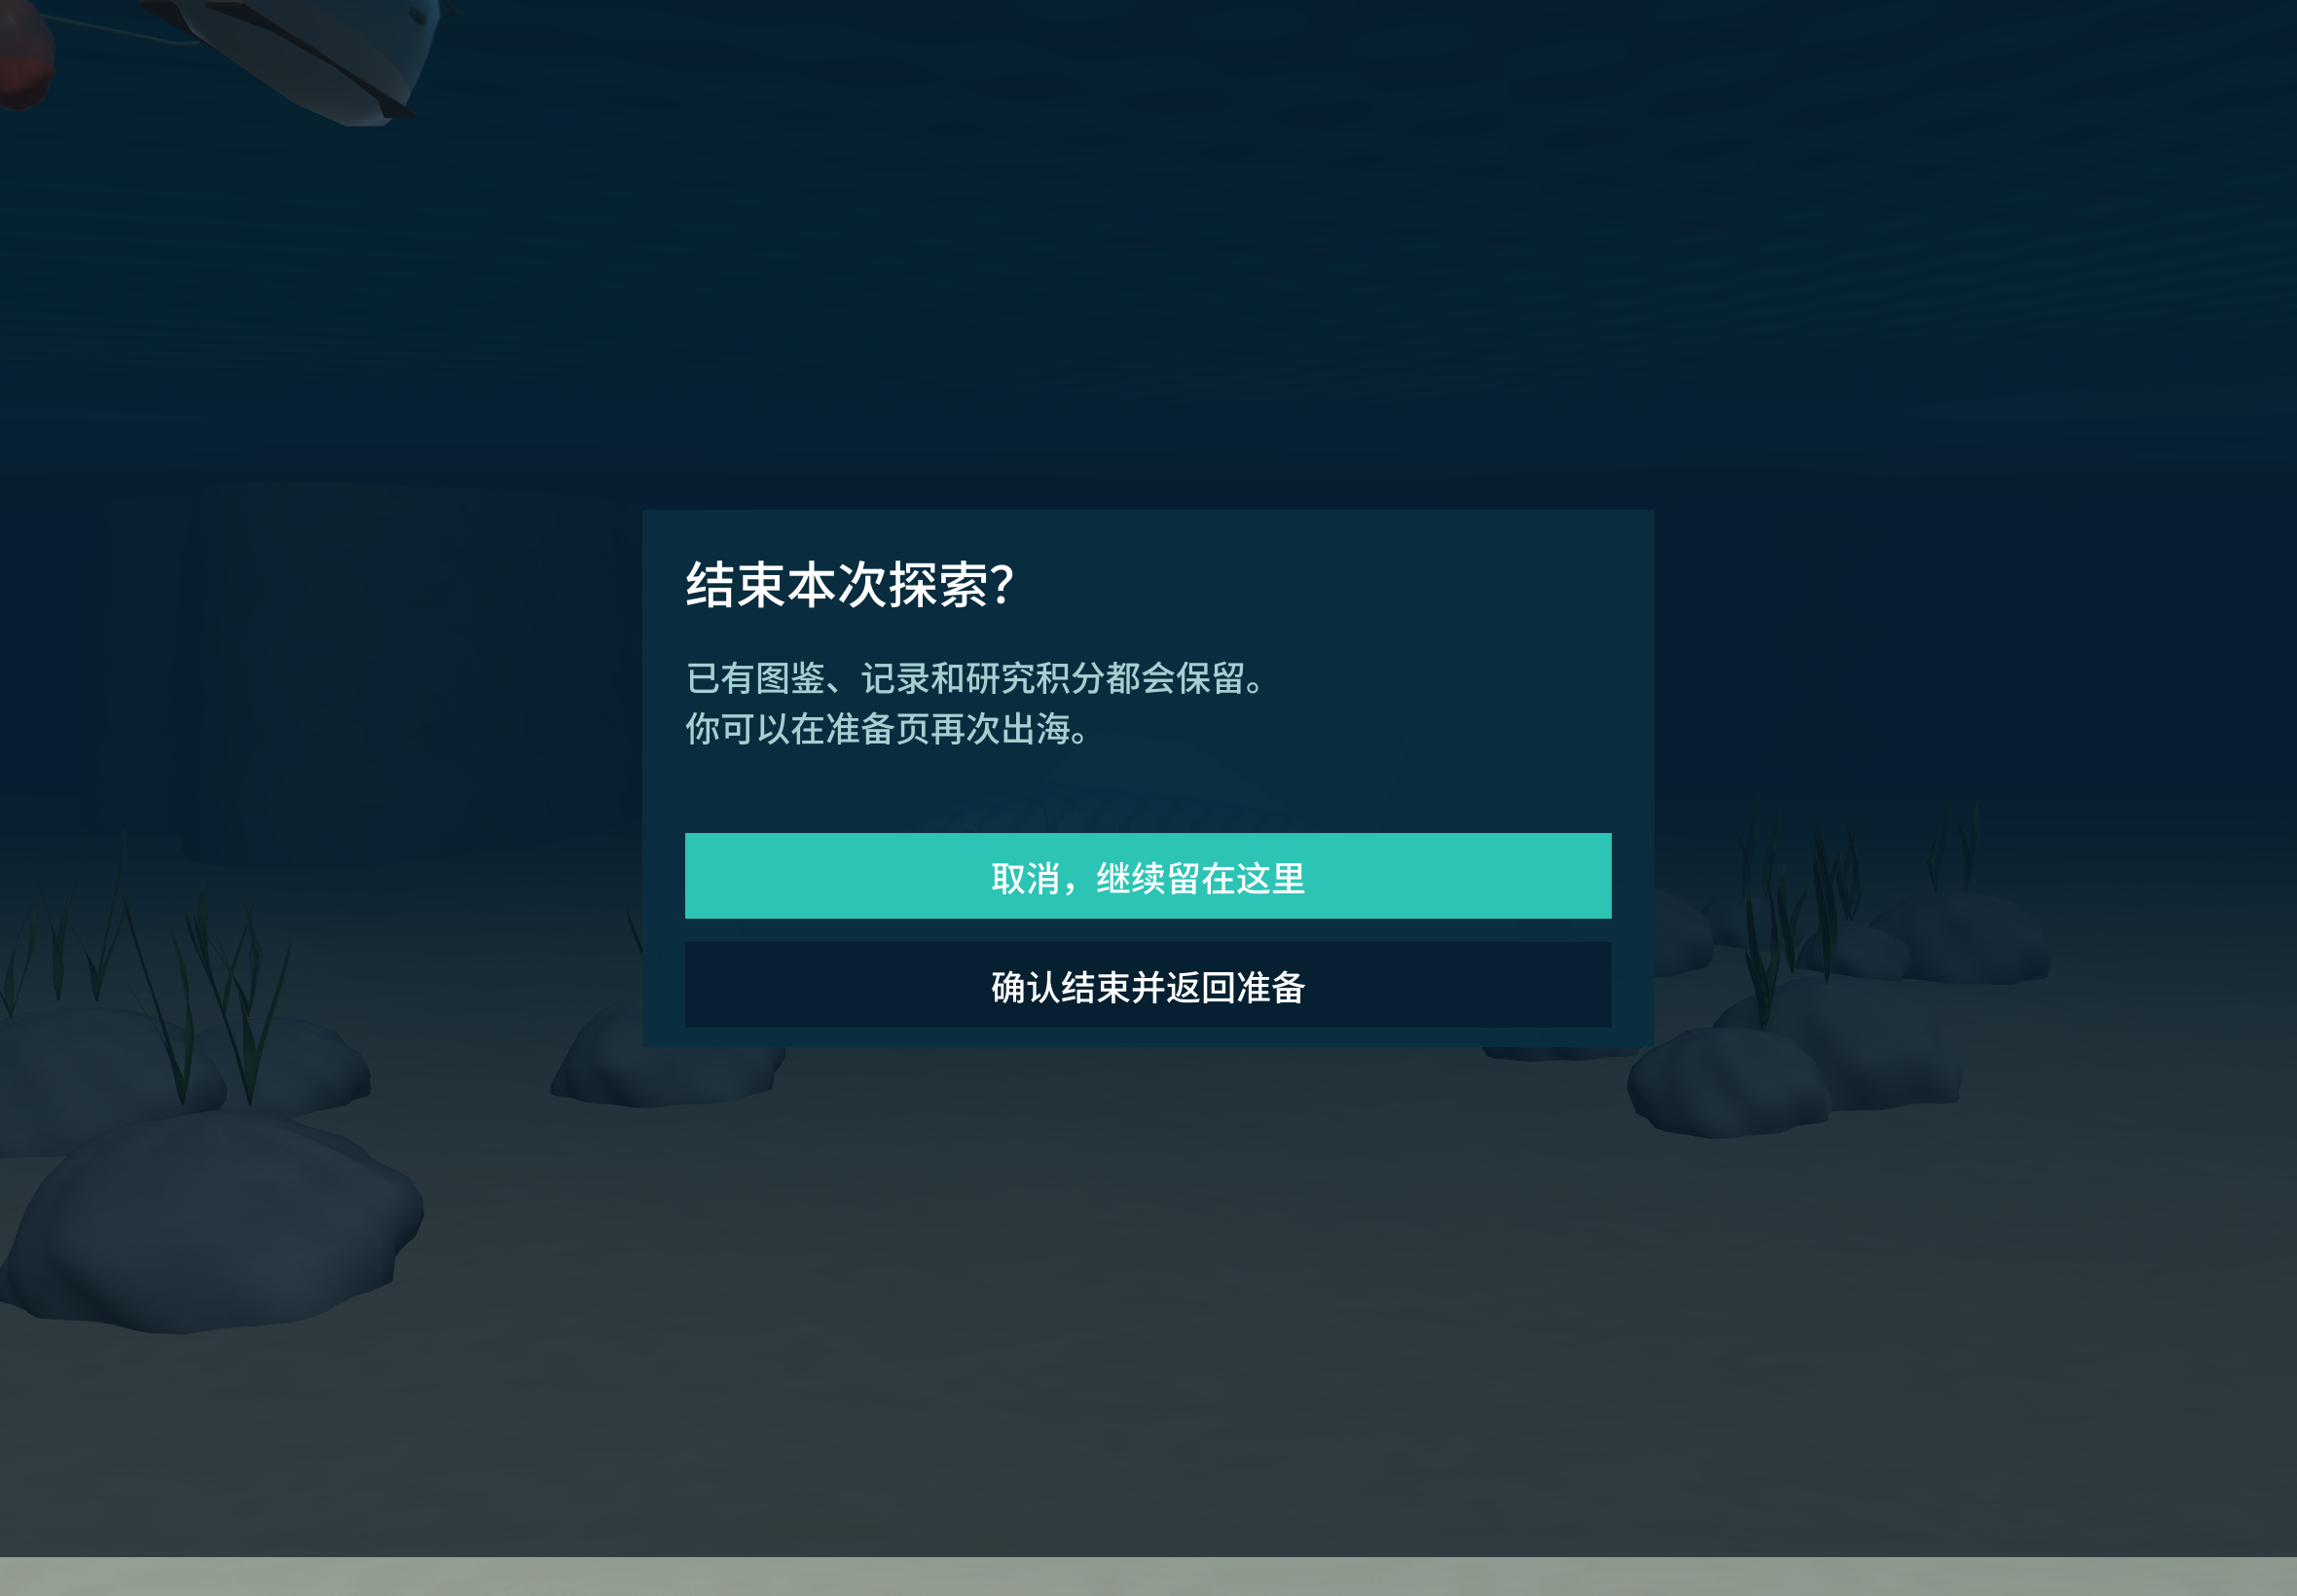 结束本次探索？
已有图鉴、记录和研究积分都会保留。
你可以在准备页再次出海。
取消，继续留在这里
确认结束并返回准备